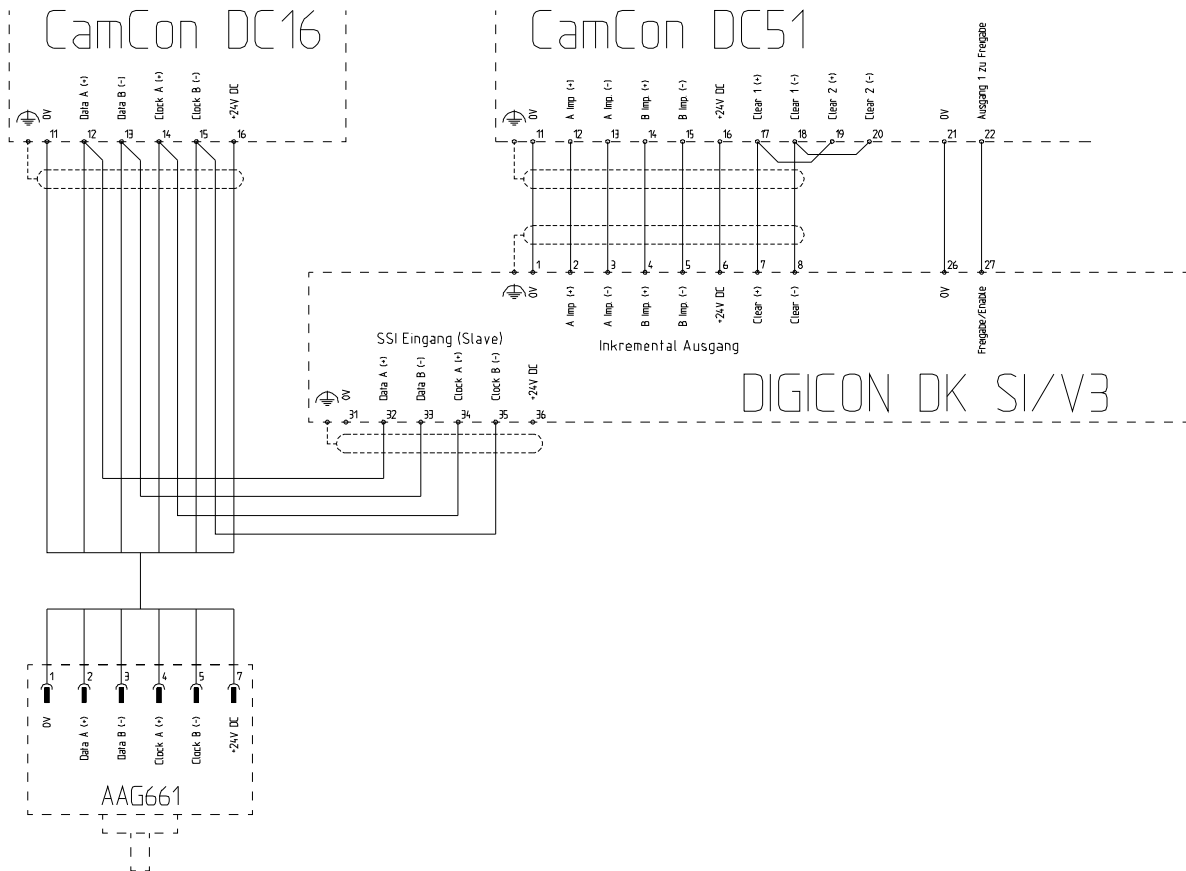 CamCon DC16
CamCon DC51
0V
Data A (+)
Data B (-)
Clock A (+)
Clock B (-)
+24V DC
11 12 13 14 15 16
0V
A Imp. (+)
A Imp. (-)
B Imp. (+)
B Imp. (-)
+24V DC
Clear 1 (+)
Clear 1 (-)
Clear 2 (+)
Clear 2 (-)
0V
Ausgang 1 zu Freigabe
11 12 13 14 15 16 17 18 19 20 21 22
1 2 3 4 5 6 7 8 26 27
0V
A Imp. (+)
A Imp. (-)
B Imp. (+)
B Imp. (-)
+24V DC
Clear (+)
Clear (-)
0V
Freigabe/Enable
SSI Eingang (Slave)
Inkremental Ausgang
DIGICON DK SI/V3
0V
Data A (+)
Data B (-)
Clock A (+)
Clock B (-)
+24V DC
31 32 33 34 35 36
1 2 3 4 5 7
0V
Data A (+)
Data B (-)
Clock A (+)
Clock B (-)
+24V DC
AAG661